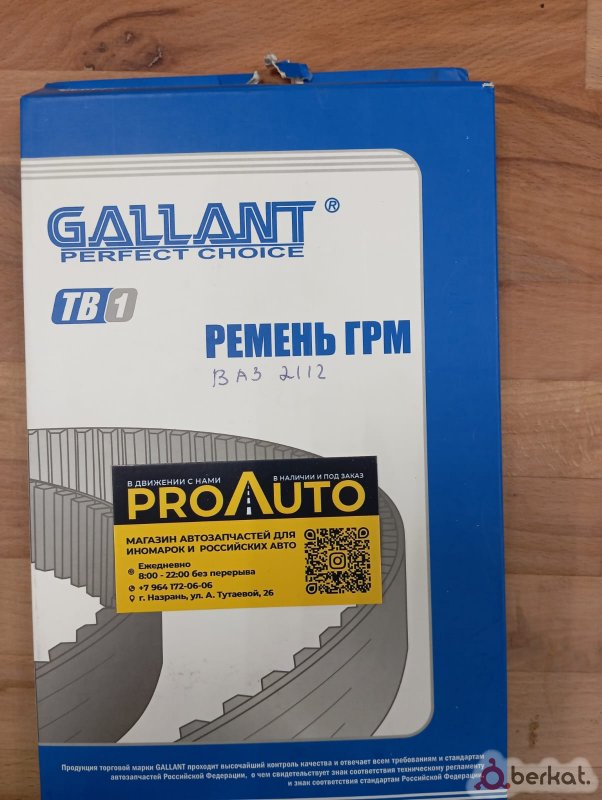 GALLANT®
PERFECT CHOICE
TB 1
РЕМЕНЬ ГРМ
ВАЗ 2112
В ДВИЖЕНИИ С НАМИ
В НАЛИЧИИ И ПОД ЗАКАЗ
PROAUTO
МАГАЗИН АВТОЗАПЧАСТЕЙ ДЛЯ
ИНОМАРОК И РОССИЙСКИХ АВТО
Ежедневно
8:00 - 22:00 без перерыва
+7 964 172-06-06
г. Назрань, ул. А. Тутаевой, 26
Продукция торговой марки GALLANT проходит высочайший контроль качества и отвечает всем требованиям и стандартам
автозапчастей Российской Федерации, о чем свидетельствует знак соответствия техническому регламенту
и знак соответствия стандартам Российской Федерации
berkat.